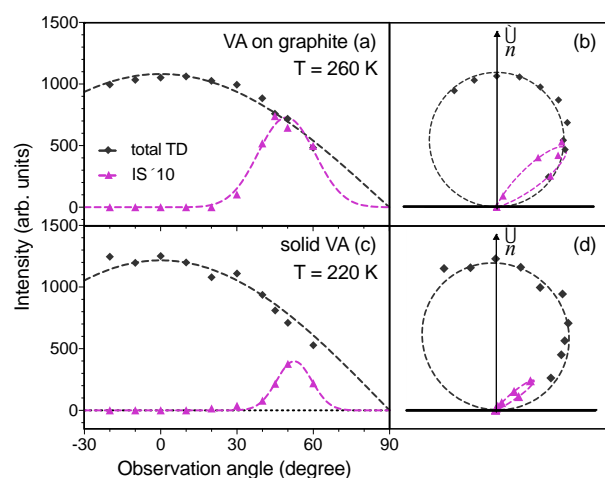 1500
VA on graphite (a)
T = 260 K
1000
total TD
IS ´10
500
0
Ù
n
(b)
Intensity (arb. units)
1500
solid VA (c)
T = 220 K
1000
500
0
-30 0 30 60 90
Observation angle (degree)
Ù
n
(d)